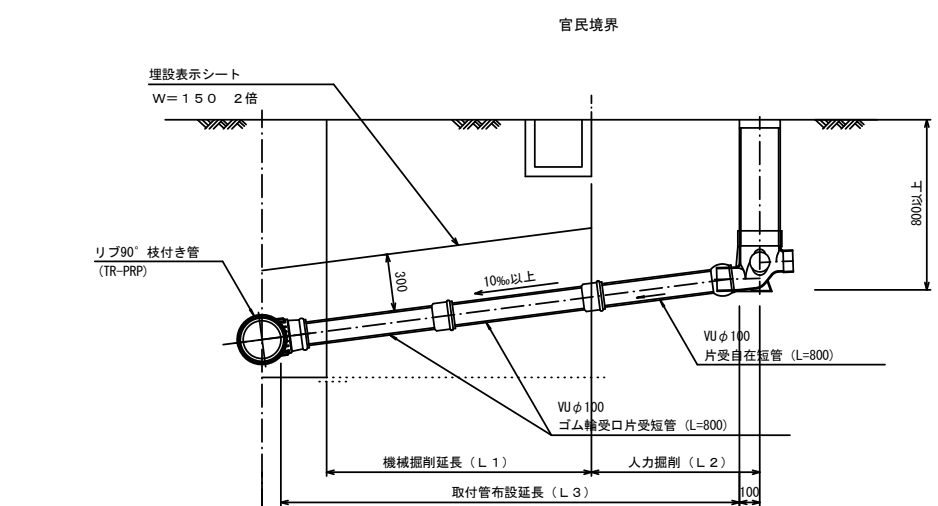 官民境界
埋設表示シート
W＝１５０　２倍
800以上
リブ90°枝付き管
(TR-PRP)
300
10‰以上
VUφ100
片受自在短管 (L=800)
VUφ100
ゴム輪受口片受短管 (L=800)
機械掘削延長（Ｌ１）
人力掘削（Ｌ２）
取付管布設延長（Ｌ３）
100